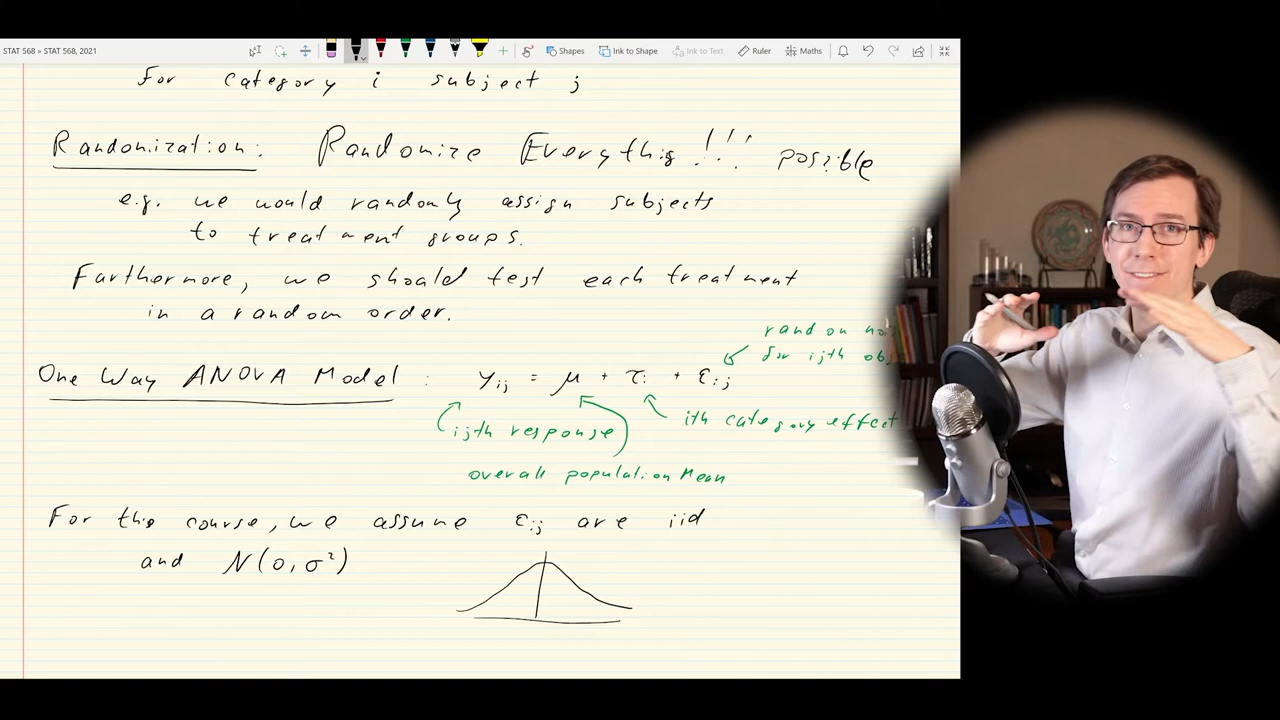 STAT 568 » STAT 568, 2021
Shapes
Ink to Shape
Ink to Text
Ruler
Maths
For category i subject j
Randomization: Randomize Everythig!!! possible
e.g. we would randomly assign subjects
to treatment groups.
Furthermore, we should test each treatment
in a random order.
random
for ijth
One Way ANOVA Model : yij = μ + τi + εij
ijth response
ith category effect
overall population Mean
For this course, we assume εij are iid
and N(0, σ²)